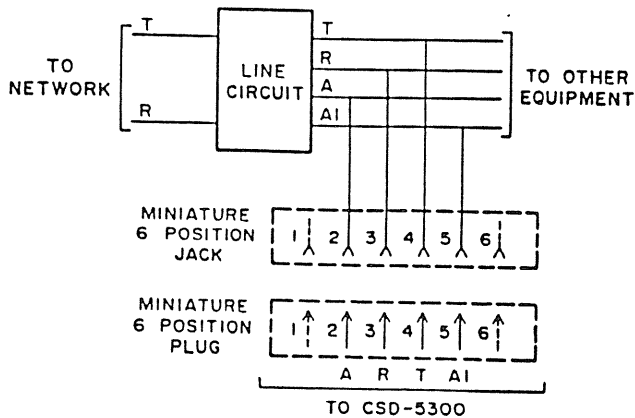 T
R
TO
NETWORK
LINE
CIRCUIT
T
R
A
A1
TO OTHER
EQUIPMENT
MINIATURE
6 POSITION
JACK
1 2 3 4 5 6
MINIATURE
6 POSITION
PLUG
1 2 3 4 5 6
A R T A1
TO CSD-5300